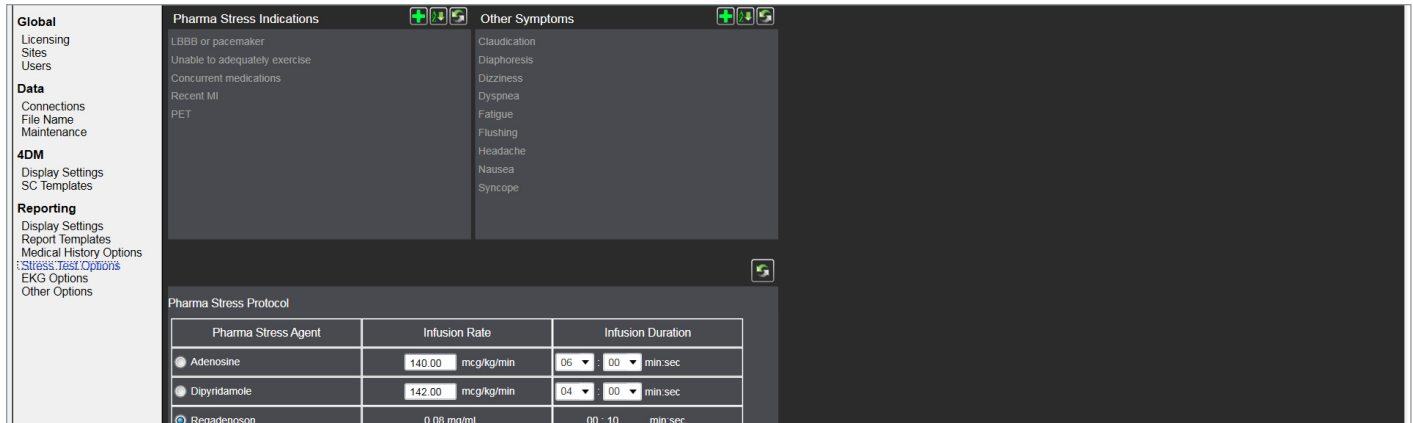 Global
Licensing
Sites
Users
Data
Connections
File Name
Maintenance
4DM
Display Settings
SC Templates
Reporting
Display Settings
Report Templates
Medical History Options
Stress Test Options
EKG Options
Other Options
Pharma Stress Indications
LBBB or pacemaker
Unable to adequately exercise
Concurrent medications
Recent MI
PET
Other Symptoms
Claudication
Diaphoresis
Dizziness
Dyspnea
Fatigue
Flushing
Headache
Nausea
Syncope
Pharma Stress Protocol
Pharma Stress Agent Infusion Rate Infusion Duration
Adenosine 140.00 mcg/kg/min 06 : 00 min:sec
Dipyridamole 142.00 mcg/kg/min 04 : 00 min:sec
Regadenoson 0.08 mg/ml 00 : 10 min:sec